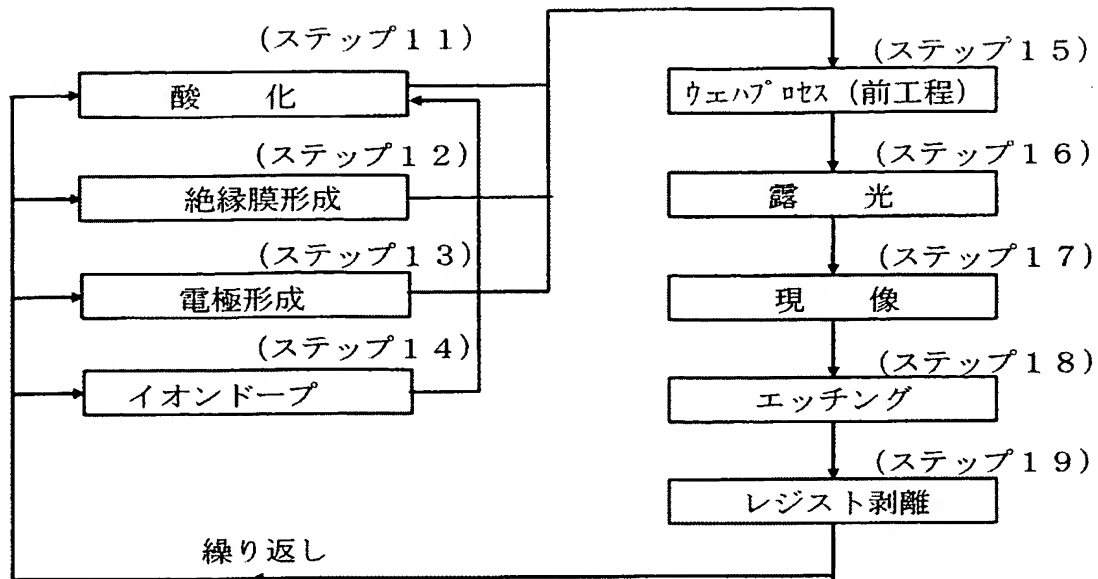 (ステップ11)
酸 化
(ステップ12)
絶縁膜形成
(ステップ13)
電極形成
(ステップ14)
イオンドープ
(ステップ15)
ウエハプロセス (前工程)
(ステップ16)
露 光
(ステップ17)
現 像
(ステップ18)
エッチング
(ステップ19)
レジスト剥離
繰り返し